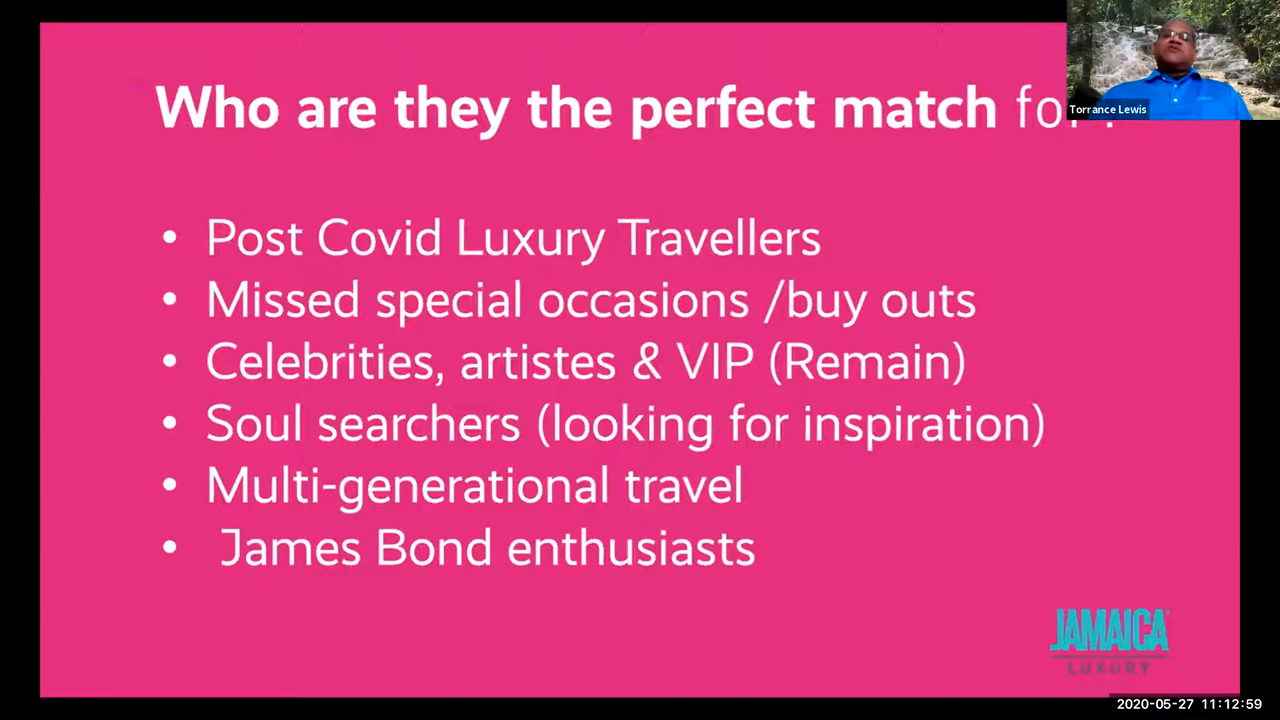 Who are they the perfect match for ?
Torrance Lewis
• Post Covid Luxury Travellers
• Missed special occasions /buy outs
• Celebrities, artistes & VIP (Remain)
• Soul searchers (looking for inspiration)
• Multi-generational travel
• James Bond enthusiasts
JAMAICA
LUXURY
2020-05-27 11:12:59